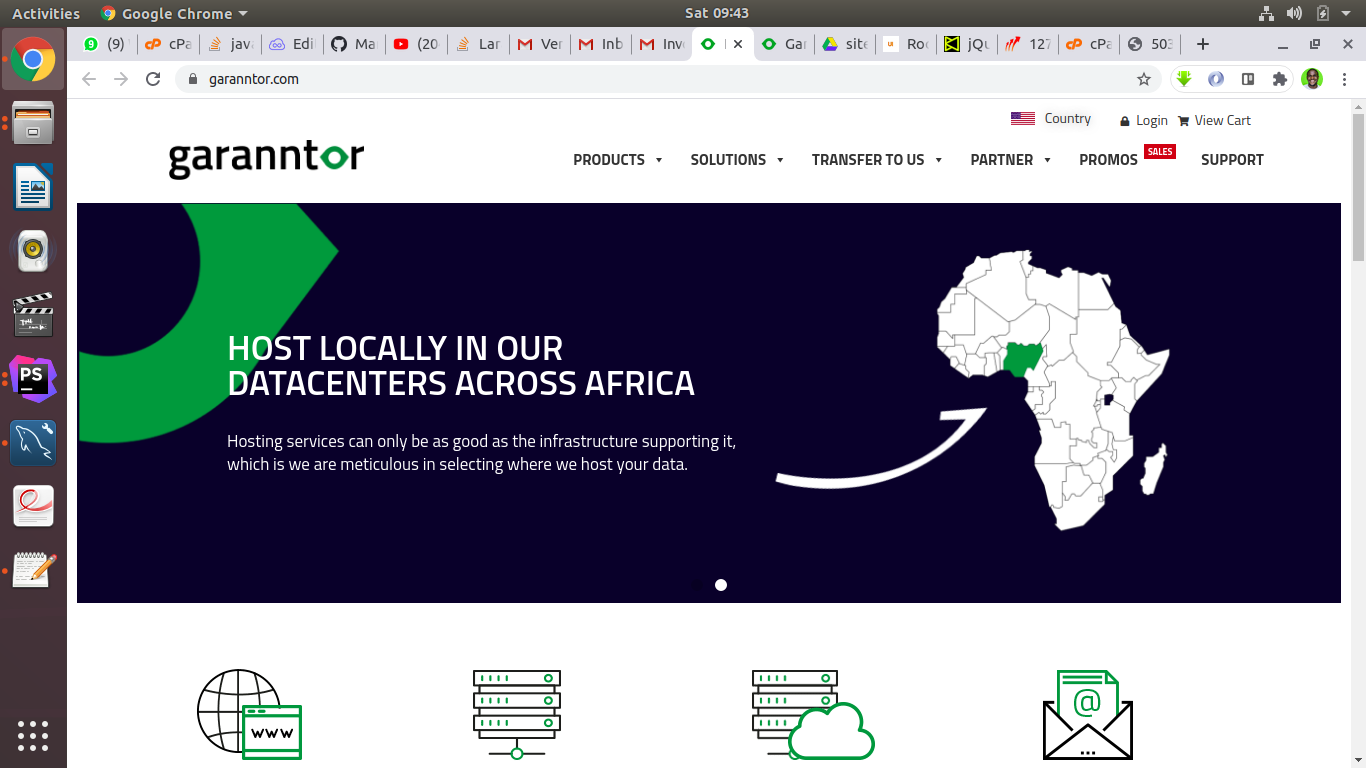 Activities Google Chrome Sat 09:43
(9) cPa java Edi Ma (20 Lar Ver Inb Inv Gar site Roc jQu 127 cPa 503
garanntor.com
Country Login View Cart
garanntor
PRODUCTS SOLUTIONS TRANSFER TO US PARTNER PROMOS SALES SUPPORT
HOST LOCALLY IN OUR
DATACENTERS ACROSS AFRICA
Hosting services can only be as good as the infrastructure supporting it,
which is we are meticulous in selecting where we host your data.
PS
www
@